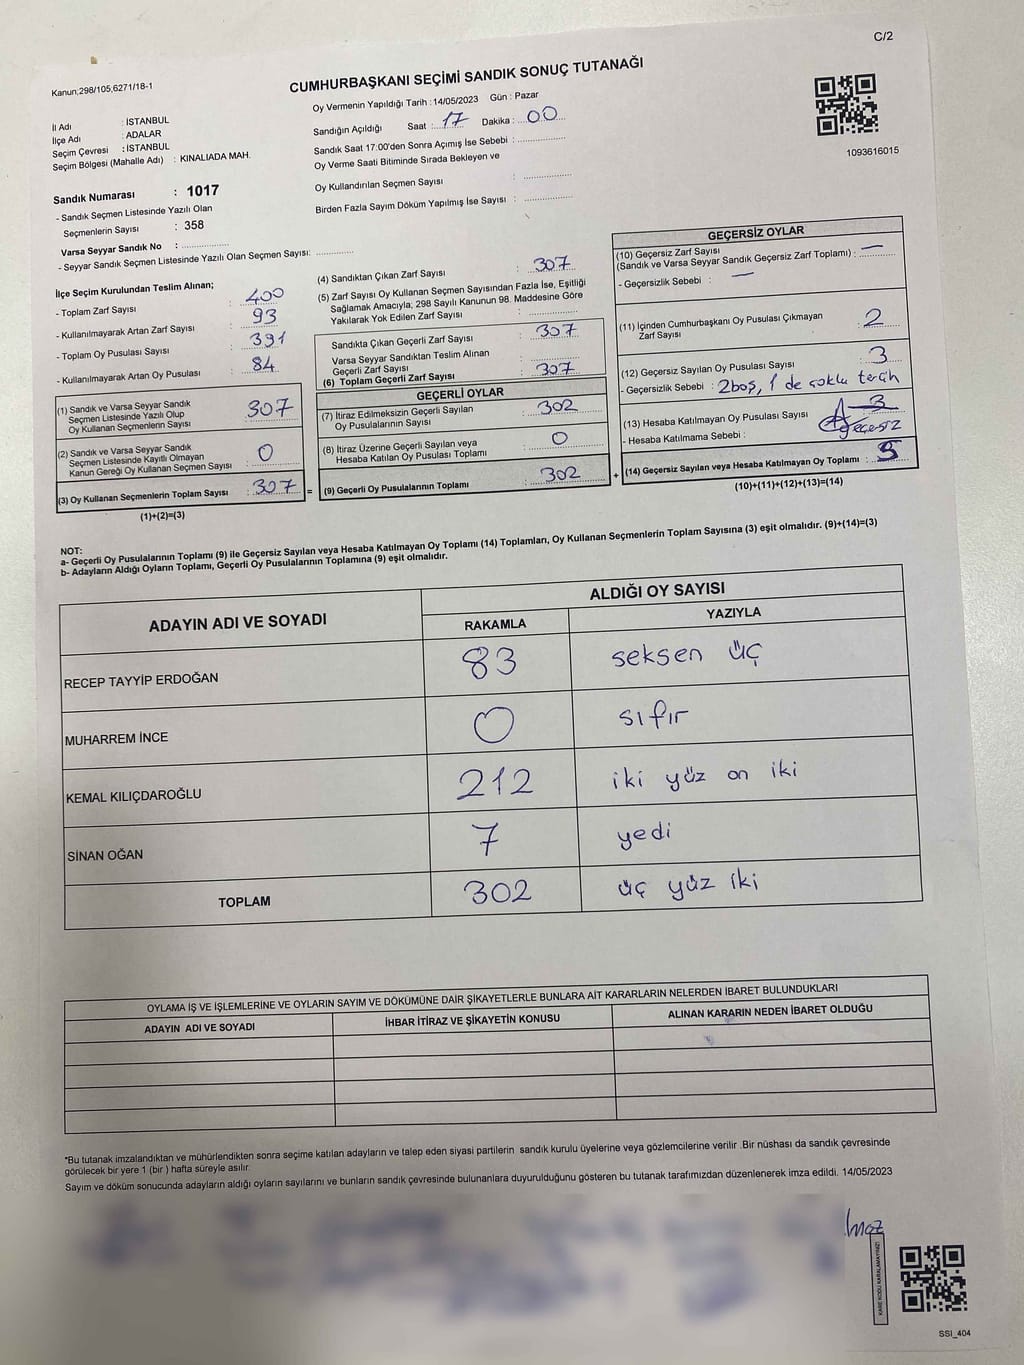 C/2
Kanun;298/105;6271/18-1
CUMHURBAŞKANI SEÇİMİ SANDIK SONUÇ TUTANAĞI
Oy Vermenin Yapıldığı Tarih : 14/05/2023 Gün : Pazar
Sandığın Açıldığı Saat : 17 Dakika : 00
Sandık Saat 17:00'den Sonra Açımış İse Sebebi :
Oy Verme Saati Bitiminde Sırada Bekleyen ve
Oy Kullandırılan Seçmen Sayısı :
Birden Fazla Sayım Döküm Yapılmış İse Sayısı :
1093616015
İl Adı : İSTANBUL
İlçe Adı : ADALAR
Seçim Çevresi : İSTANBUL
Seçim Bölgesi (Mahalle Adı) : KINALIADA MAH.
Sandık Numarası : 1017
- Sandık Seçmen Listesinde Yazılı Olan
Seçmenlerin Sayısı : 358
Varsa Seyyar Sandık No :
- Seyyar Sandık Seçmen Listesinde Yazılı Olan Seçmen Sayısı:
İlçe Seçim Kurulundan Teslim Alınan;
- Toplam Zarf Sayısı : 400
- Kullanılmayarak Artan Zarf Sayısı : 93
- Toplam Oy Pusulası Sayısı : 391
- Kullanılmayarak Artan Oy Pusulası : 84
(1) Sandık ve Varsa Seyyar Sandık
Seçmen Listesinde Yazılı Olup
Oy Kullanan Seçmenlerin Sayısı : 307
(2) Sandık ve Varsa Seyyar Sandık
Seçmen Listesinde Kayıtlı Olmayan
Kanun Gereği Oy Kullanan Seçmen Sayısı : 0
(3) Oy Kullanan Seçmenlerin Toplam Sayısı : 307 =
(1)+(2)=(3)
(4) Sandıktan Çıkan Zarf Sayısı : 307
(5) Zarf Sayısı Oy Kullanan Seçmen Sayısından Fazla İse, Eşitliği
Sağlamak Amacıyla; 298 Sayılı Kanunun 98. Maddesine Göre
Yakılarak Yok Edilen Zarf Sayısı :
Sandıkta Çıkan Geçerli Zarf Sayısı : 307
Varsa Seyyar Sandıktan Teslim Alınan
Geçerli Zarf Sayısı :
(6) Toplam Geçerli Zarf Sayısı : 307
GEÇERLİ OYLAR
(7) İtiraz Edilmeksizin Geçerli Sayılan
Oy Pusulalarının Sayısı : 302
(8) İtiraz Üzerine Geçerli Sayılan veya
Hesaba Katılan Oy Pusulası Toplamı : 0
(9) Geçerli Oy Pusulalarının Toplamı : 302 +
GEÇERSİZ OYLAR
(10) Geçersiz Zarf Sayısı
(Sandık ve Varsa Seyyar Sandık Geçersiz Zarf Toplamı) : —
- Geçersizlik Sebebi : —
(11) İçinden Cumhurbaşkanı Oy Pusulası Çıkmayan
Zarf Sayısı : 2
(12) Geçersiz Sayılan Oy Pusulası Sayısı : 3
- Geçersizlik Sebebi : 2boş, 1 de çoklu tercih
(13) Hesaba Katılmayan Oy Pusulası Sayısı : 3
- Hesaba Katılmama Sebebi : geçersiz
(14) Geçersiz Sayılan veya Hesaba Katılmayan Oy Toplamı : 5
(10)+(11)+(12)+(13)=(14)
NOT:
a- Geçerli Oy Pusulalarının Toplamı (9) ile Geçersiz Sayılan veya Hesaba Katılmayan Oy Toplamı (14) Toplamları, Oy Kullanan Seçmenlerin Toplam Sayısına (3) eşit olmalıdır. (9)+(14)=(3)
b- Adayların Aldığı Oyların Toplamı, Geçerli Oy Pusulalarının Toplamına (9) eşit olmalıdır.
ADAYIN ADI VE SOYADI ALDIĞI OY SAYISI
RAKAMLA YAZIYLA
RECEP TAYYİP ERDOĞAN 83 seksen üç
MUHARREM İNCE 0 sıfır
KEMAL KILIÇDAROĞLU 212 iki yüz on iki
SİNAN OĞAN 7 yedi
TOPLAM 302 üç yüz iki
OYLAMA İŞ VE İŞLEMLERİNE VE OYLARIN SAYIM VE DÖKÜMÜNE DAİR ŞİKAYETLERLE BUNLARA AİT KARARLARIN NELERDEN İBARET BULUNDUKLARI
ADAYIN ADI VE SOYADI İHBAR İTİRAZ VE ŞİKAYETİN KONUSU ALINAN KARARIN NEDEN İBARET OLDUĞU
*Bu tutanak imzalandıktan ve mühürlendikten sonra seçime katılan adayların ve talep eden siyasi partilerin sandık kurulu üyelerine veya gözlemcilerine verilir .Bir nüshası da sandık çevresinde
görülecek bir yere 1 (bir ) hafta süreyle asılır.
Sayım ve döküm sonucunda adayların aldığı oyların sayılarını ve bunların sandık çevresinde bulunanlara duyurulduğunu gösteren bu tutanak tarafımızdan düzenlenerek imza edildi. 14/05/2023
KARE KODU KARALAMAYINIZ!
SSI_404